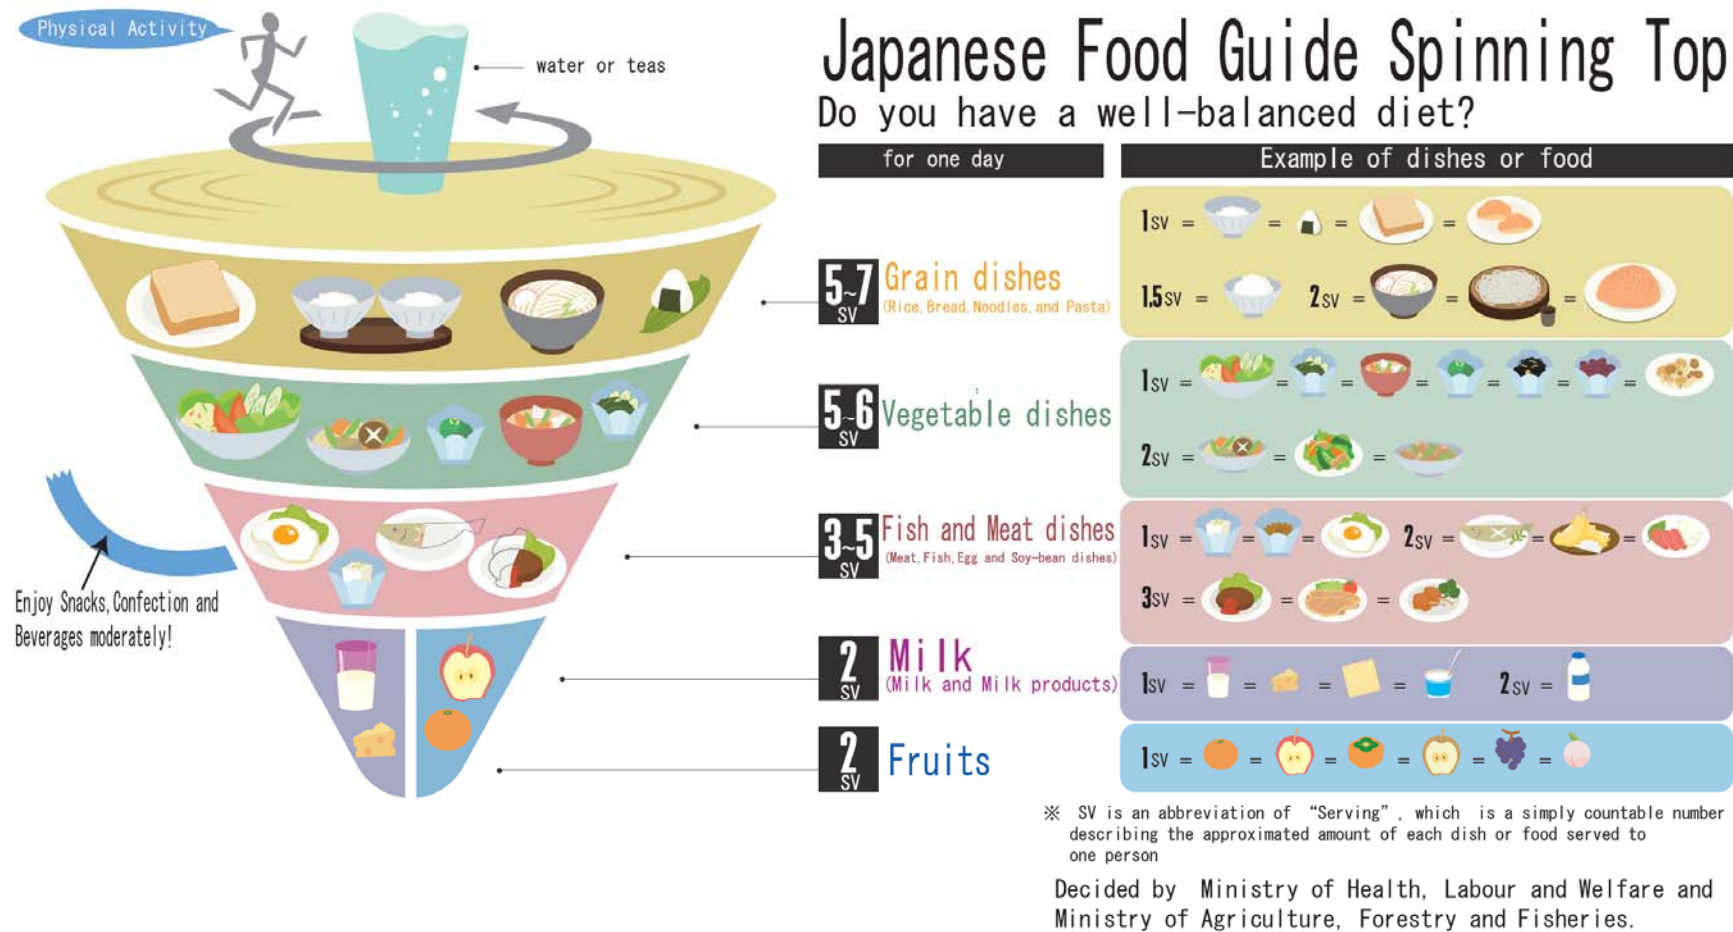 Physical Activity
water or teas
Japanese Food Guide Spinning Top
Do you have a well-balanced diet?
for one day
Example of dishes or food
5~7 SV
Grain dishes
(Rice, Bread, Noodles, and Pasta)
1SV = = = =
1.5SV = 2SV = = =
5~6 SV
Vegetable dishes
1SV = = = = = = =
2SV = = =
3~5 SV
Fish and Meat dishes
(Meat, Fish, Egg and Soy-bean dishes)
1SV = = = 2SV = = =
3SV = = =
Enjoy Snacks, Confection and
Beverages moderately!
2 SV
Milk
(Milk and Milk products)
1SV = = = = 2SV =
2 SV
Fruits
1SV = = = = = =
※ SV is an abbreviation of “Serving”, which is a simply countable number
describing the approximated amount of each dish or food served to
one person
Decided by Ministry of Health, Labour and Welfare and
Ministry of Agriculture, Forestry and Fisheries.